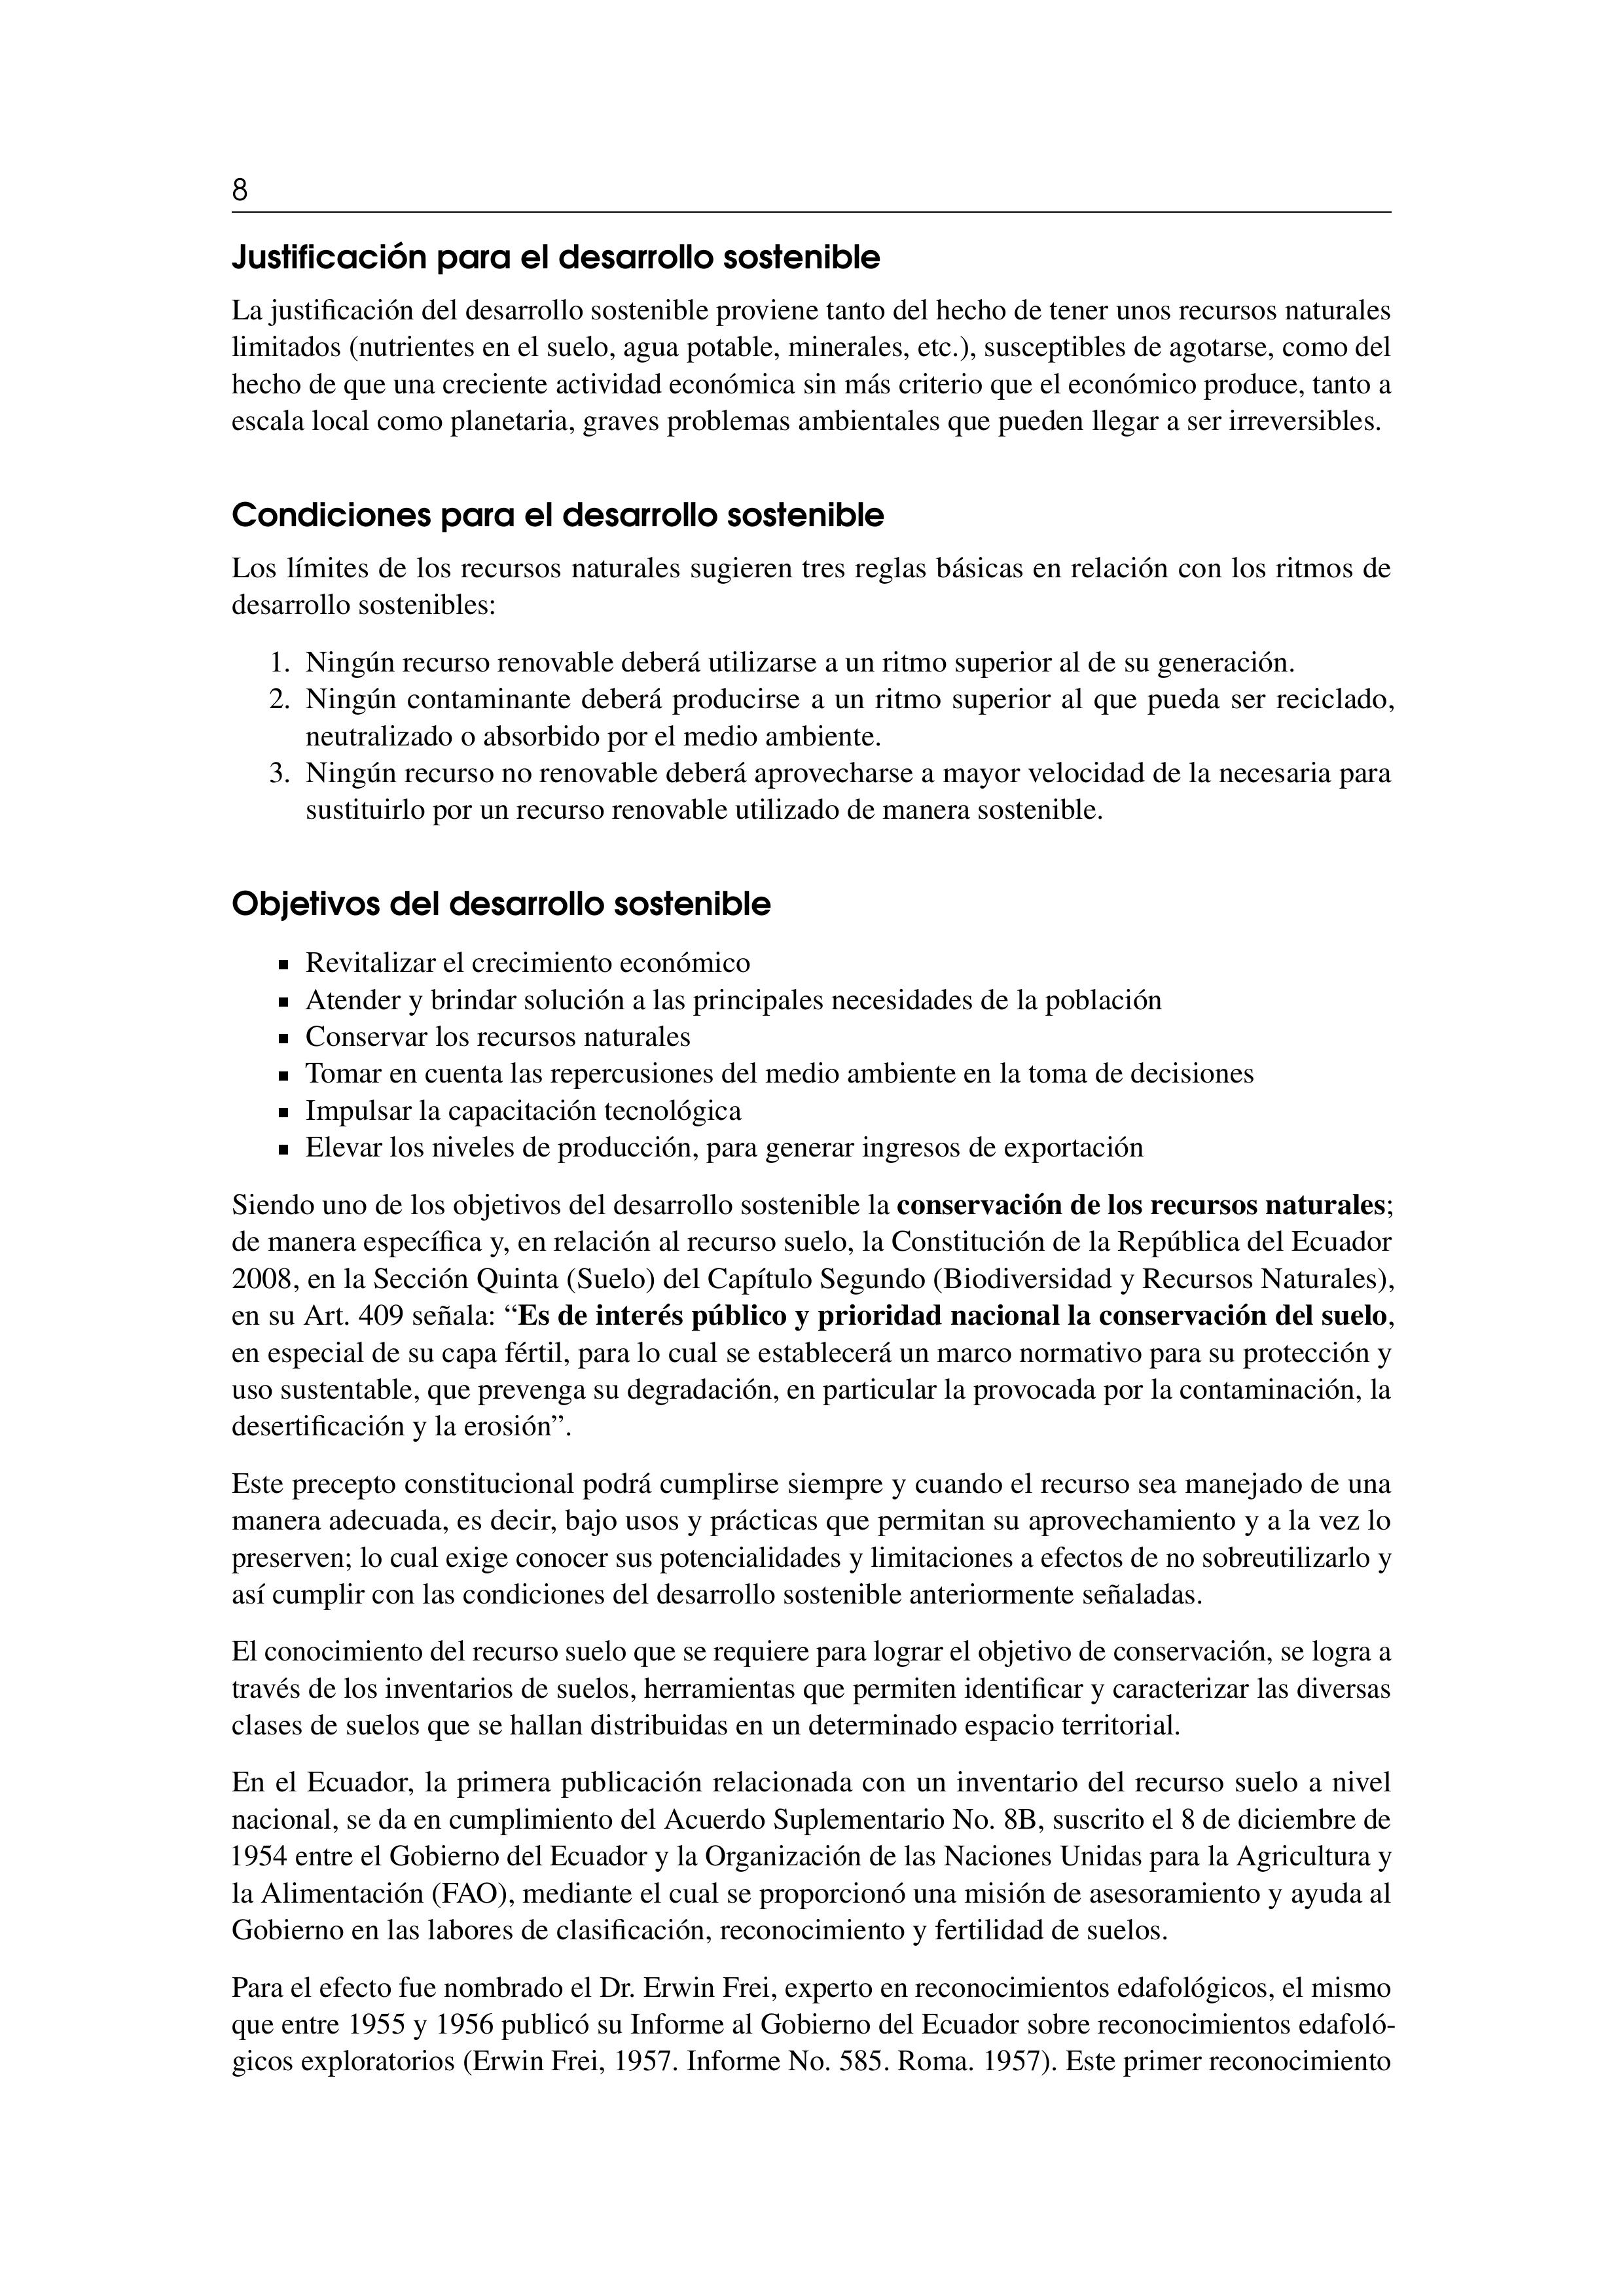 8
Justificación para el desarrollo sostenible
La justificación del desarrollo sostenible proviene tanto del hecho de tener unos recursos naturales
limitados (nutrientes en el suelo, agua potable, minerales, etc.), susceptibles de agotarse, como del
hecho de que una creciente actividad económica sin más criterio que el económico produce, tanto a
escala local como planetaria, graves problemas ambientales que pueden llegar a ser irreversibles.
Condiciones para el desarrollo sostenible
Los límites de los recursos naturales sugieren tres reglas básicas en relación con los ritmos de
desarrollo sostenibles:
1. Ningún recurso renovable deberá utilizarse a un ritmo superior al de su generación.
2. Ningún contaminante deberá producirse a un ritmo superior al que pueda ser reciclado,
neutralizado o absorbido por el medio ambiente.
3. Ningún recurso no renovable deberá aprovecharse a mayor velocidad de la necesaria para
sustituirlo por un recurso renovable utilizado de manera sostenible.
Objetivos del desarrollo sostenible
▪ Revitalizar el crecimiento económico
▪ Atender y brindar solución a las principales necesidades de la población
▪ Conservar los recursos naturales
▪ Tomar en cuenta las repercusiones del medio ambiente en la toma de decisiones
▪ Impulsar la capacitación tecnológica
▪ Elevar los niveles de producción, para generar ingresos de exportación
Siendo uno de los objetivos del desarrollo sostenible la conservación de los recursos naturales;
de manera específica y, en relación al recurso suelo, la Constitución de la República del Ecuador
2008, en la Sección Quinta (Suelo) del Capítulo Segundo (Biodiversidad y Recursos Naturales),
en su Art. 409 señala: “Es de interés público y prioridad nacional la conservación del suelo,
en especial de su capa fértil, para lo cual se establecerá un marco normativo para su protección y
uso sustentable, que prevenga su degradación, en particular la provocada por la contaminación, la
desertificación y la erosión”.
Este precepto constitucional podrá cumplirse siempre y cuando el recurso sea manejado de una
manera adecuada, es decir, bajo usos y prácticas que permitan su aprovechamiento y a la vez lo
preserven; lo cual exige conocer sus potencialidades y limitaciones a efectos de no sobreutilizarlo y
así cumplir con las condiciones del desarrollo sostenible anteriormente señaladas.
El conocimiento del recurso suelo que se requiere para lograr el objetivo de conservación, se logra a
través de los inventarios de suelos, herramientas que permiten identificar y caracterizar las diversas
clases de suelos que se hallan distribuidas en un determinado espacio territorial.
En el Ecuador, la primera publicación relacionada con un inventario del recurso suelo a nivel
nacional, se da en cumplimiento del Acuerdo Suplementario No. 8B, suscrito el 8 de diciembre de
1954 entre el Gobierno del Ecuador y la Organización de las Naciones Unidas para la Agricultura y
la Alimentación (FAO), mediante el cual se proporcionó una misión de asesoramiento y ayuda al
Gobierno en las labores de clasificación, reconocimiento y fertilidad de suelos.
Para el efecto fue nombrado el Dr. Erwin Frei, experto en reconocimientos edafológicos, el mismo
que entre 1955 y 1956 publicó su Informe al Gobierno del Ecuador sobre reconocimientos edafoló-
gicos exploratorios (Erwin Frei, 1957. Informe No. 585. Roma. 1957). Este primer reconocimiento